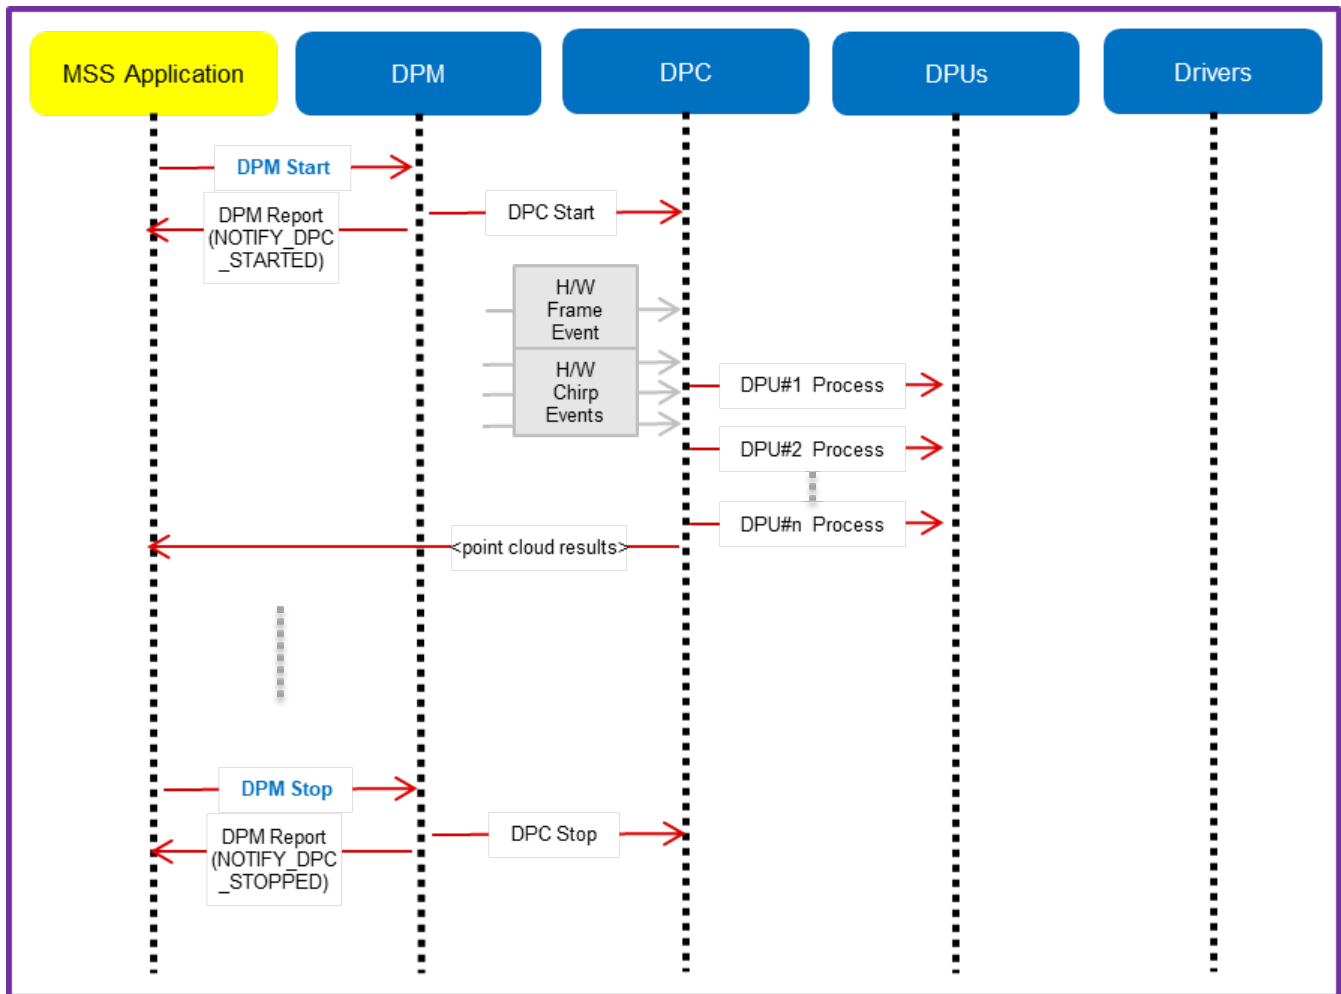 MSS Application
DPM
DPC
DPUs
Drivers
DPM Start
DPM Report
(NOTIFY_DPC
_STARTED)
DPC Start
H/W
Frame
Event
H/W
Chirp
Events
DPU#1 Process
DPU#2 Process
DPU#n Process
<point cloud results>
DPM Stop
DPM Report
(NOTIFY_DPC
_STOPPED)
DPC Stop